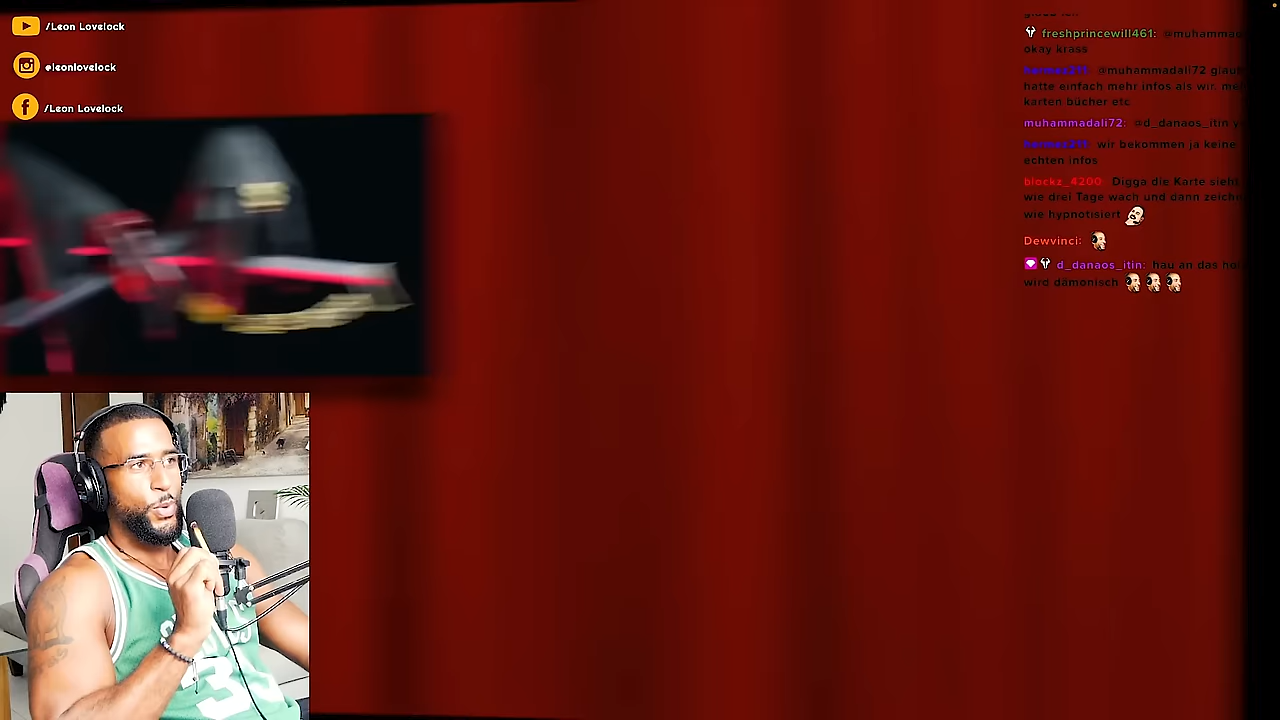 /Leon Lovelock
@leonlovelock
/Leon Lovelock
freshprincewill461: @muhammad
okay krass
@muhammadali72 glaub
hatte einfach mehr infos als wir. me
karten bücher etc
muhammadali72: @d_danaos_itin
wir bekommen ja keine
echten infos
blockz_4200: Digga die Karte sieht
wie drei Tage wach und dann zeichn
wie hypnotisiert
Dewvinci:
d_danaos_itin: hau an das
wird dämonisch